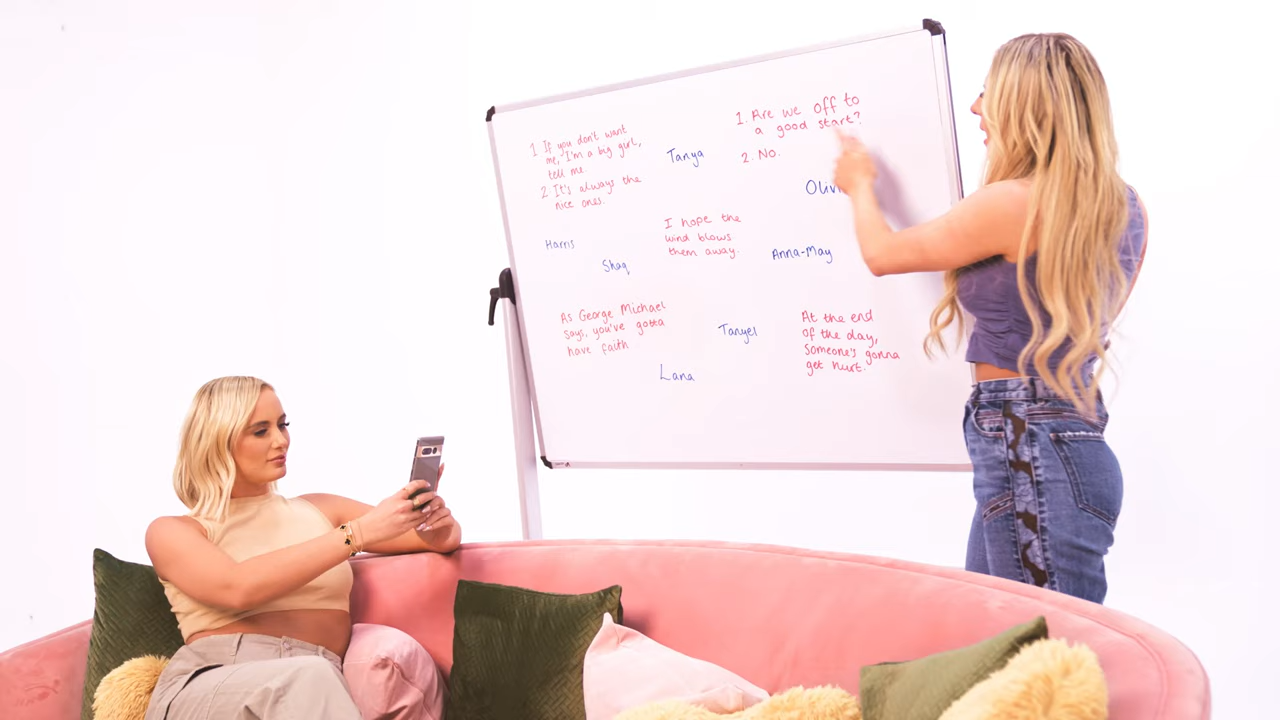 1 If you don't want
me, I'm a big girl,
tell me.
2. It's always the
nice ones.
Tanya
1. Are we off to
a good start?
2. No.
Harris
Shaq
I hope the
wind blows
them away.
Anna-May
As George Michael
says, you've gotta
have faith
Tanyel
Lana
At the end
of the day,
someone's gonna
get hurt.